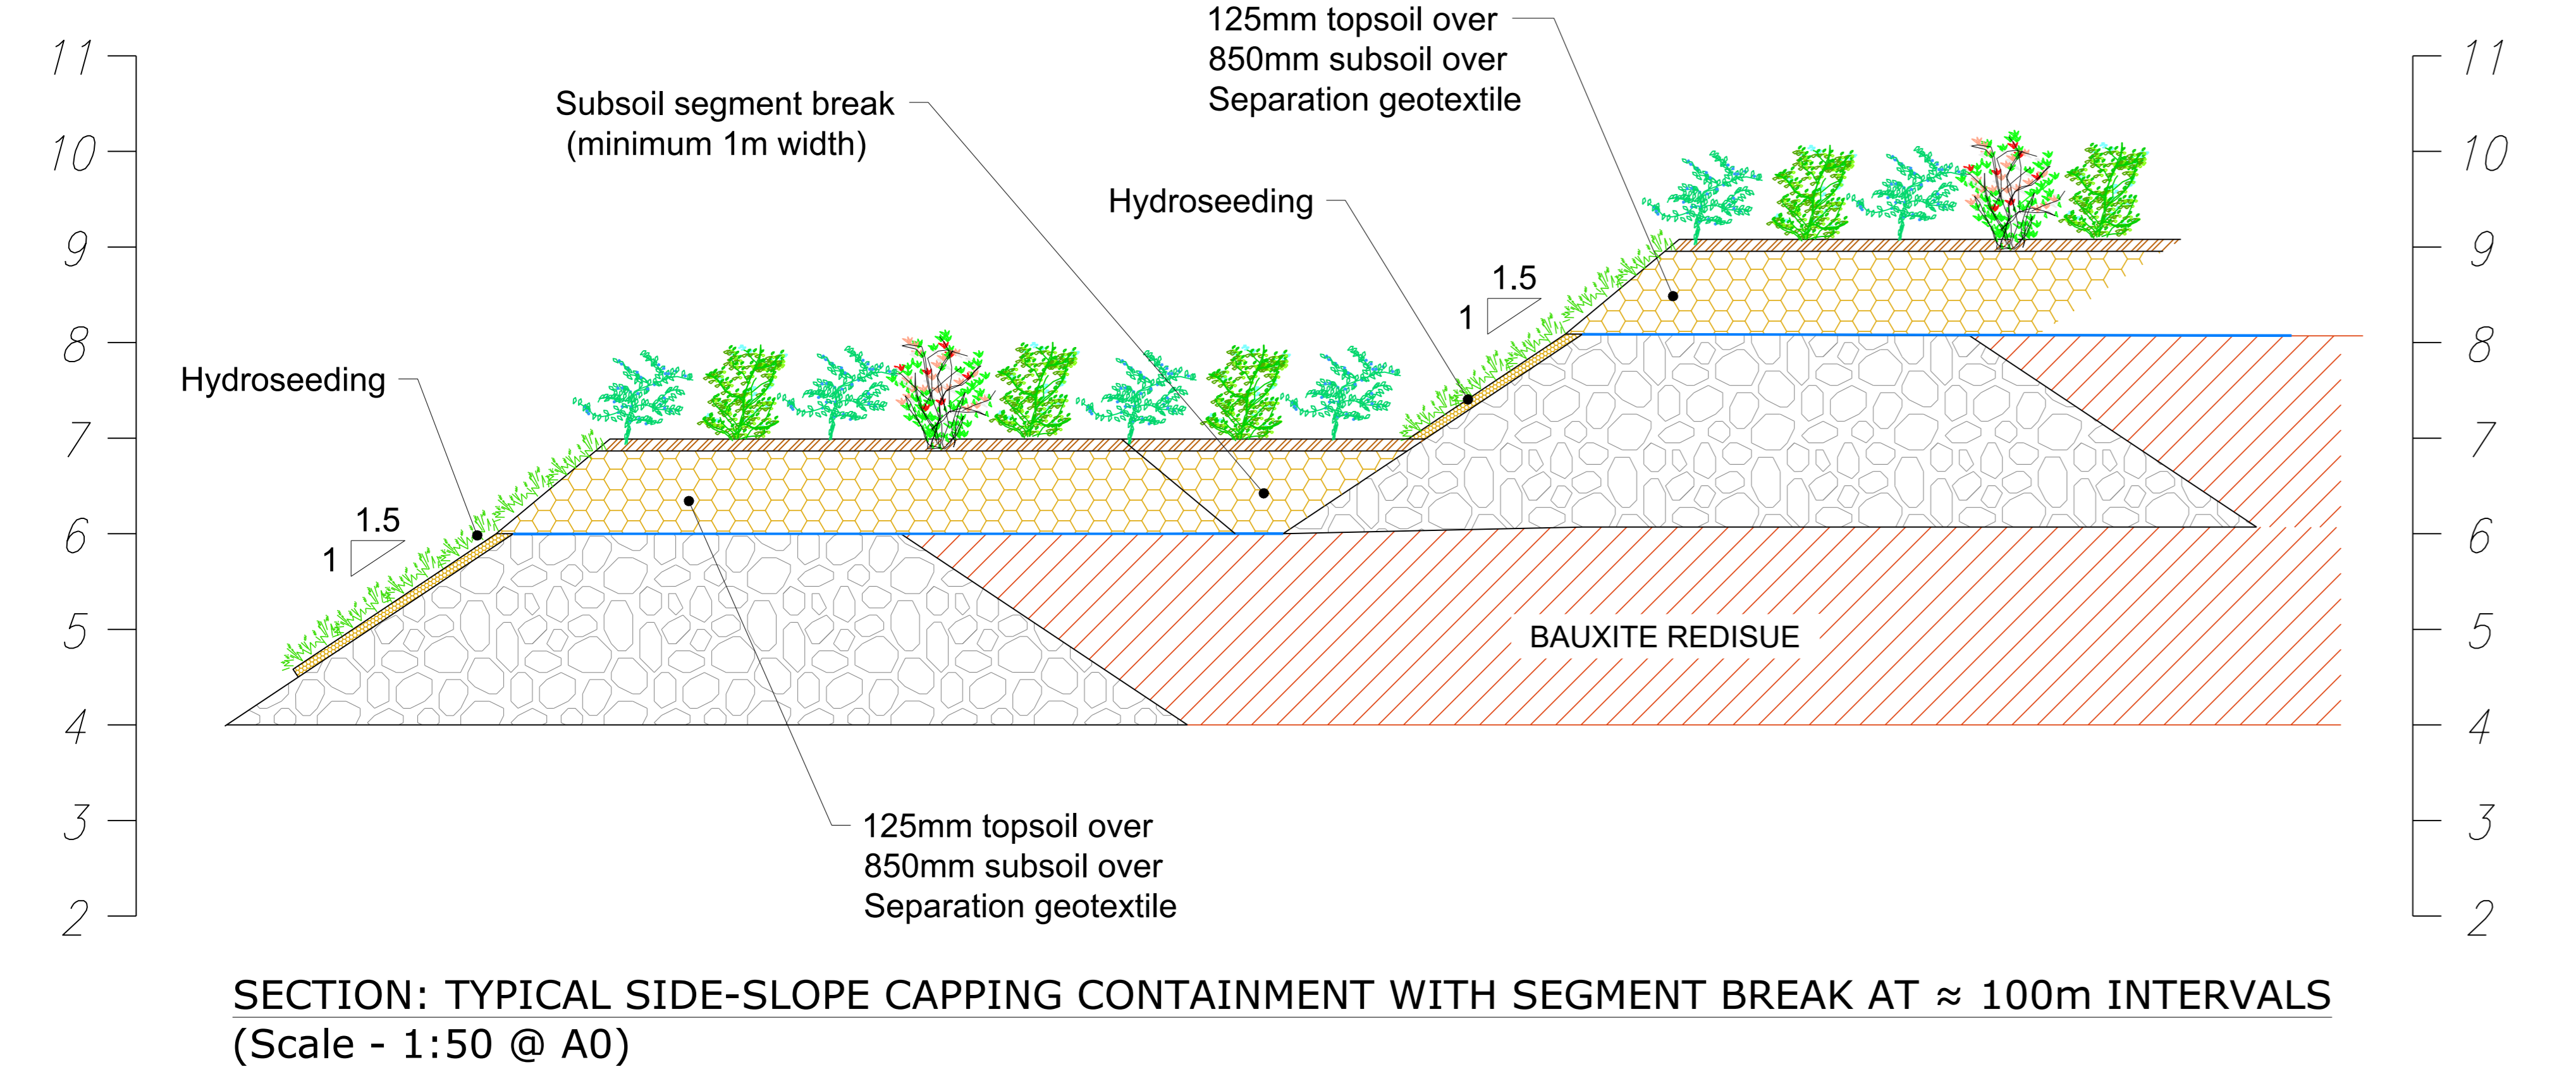 125mm topsoil over
850mm subsoil over
Separation geotextile
Subsoil segment break
(minimum 1m width)
Hydroseeding
Hydroseeding
1.5
1
1.5
1
11
10
9
8
7
6
5
4
3
2
11
10
9
8
7
6
5
4
3
2
BAUXITE REDISUE
125mm topsoil over
850mm subsoil over
Separation geotextile
SECTION: TYPICAL SIDE-SLOPE CAPPING CONTAINMENT WITH SEGMENT BREAK AT ≈ 100m INTERVALS
(Scale - 1:50 @ A0)